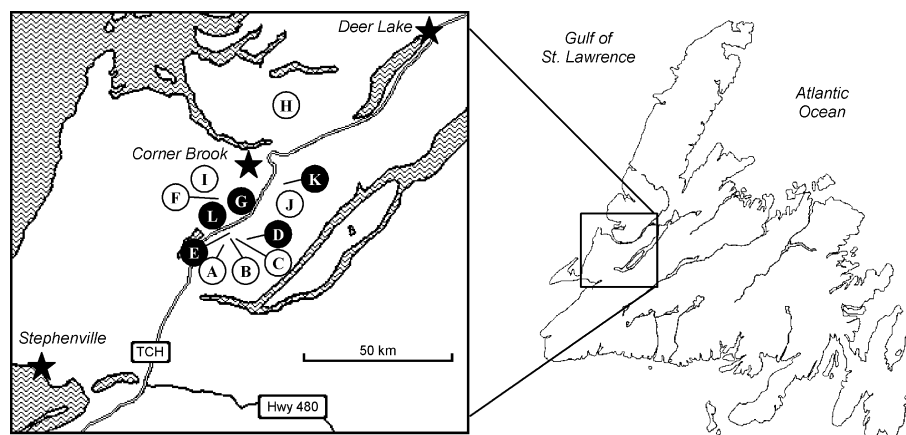 Deer Lake
Gulf of
St. Lawrence
Atlantic
Ocean
H
Corner Brook
I
K
F
G
J
L
D
E
A
B
C
Stephenville
TCH
50 km
Hwy 480